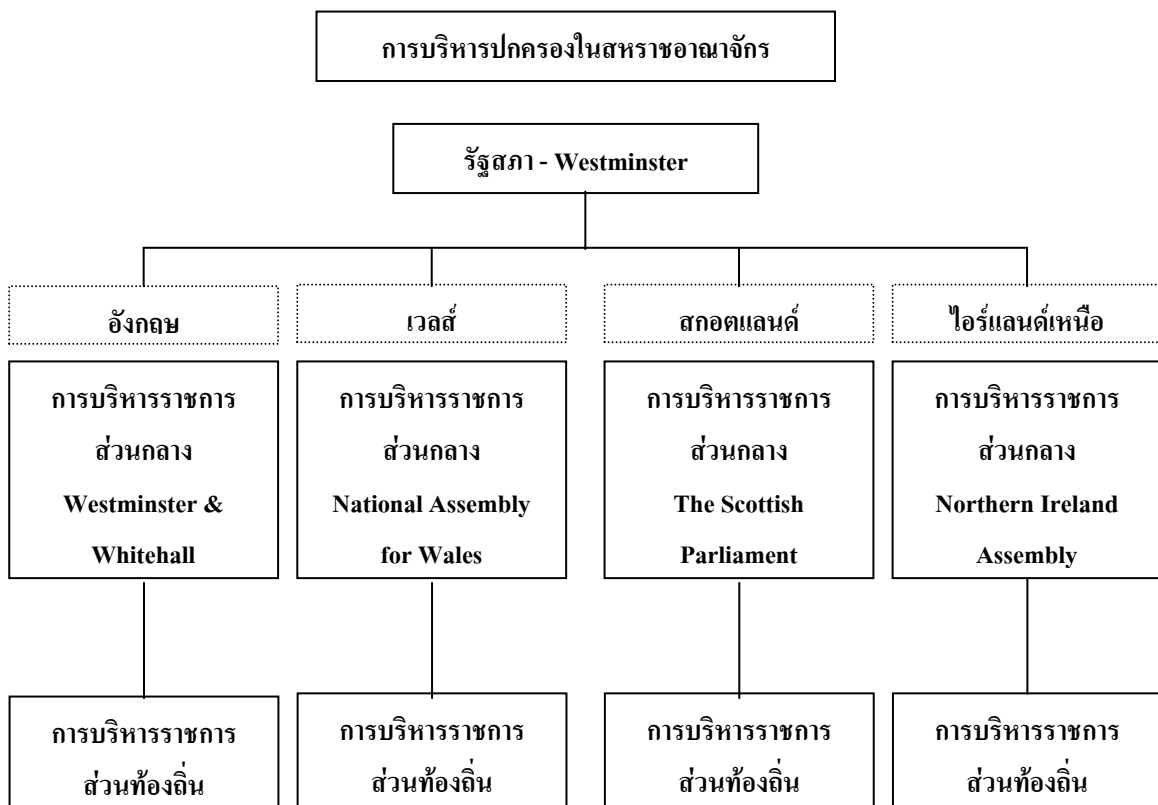 การบริหารปกครองในสหราชอาณาจักร
รัฐสภา - Westminster
อังกฤษ
เวลส์
สกอตแลนด์
ไอร์แลนด์เหนือ
การบริหารราชการ
ส่วนกลาง
Westminster &
Whitehall
การบริหารราชการ
ส่วนกลาง
National Assembly
for Wales
การบริหารราชการ
ส่วนกลาง
The Scottish
Parliament
การบริหารราชการ
ส่วนกลาง
Northern Ireland
Assembly
การบริหารราชการ
ส่วนท้องถิ่น
การบริหารราชการ
ส่วนท้องถิ่น
การบริหารราชการ
ส่วนท้องถิ่น
การบริหารราชการ
ส่วนท้องถิ่น